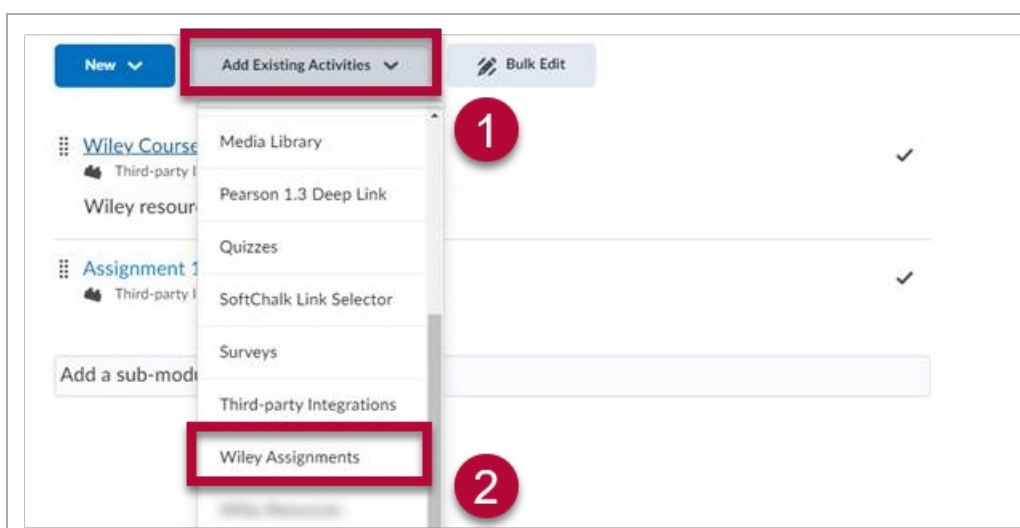 New
Add Existing Activities
Bulk Edit
1
Media Library
Wiley Course
Third-party I
Pearson 1.3 Deep Link
Wiley resour
Quizzes
Assignment 1
Third-party I
SoftChalk Link Selector
Surveys
Add a sub-modu
Third-party Integrations
Wiley Assignments
2